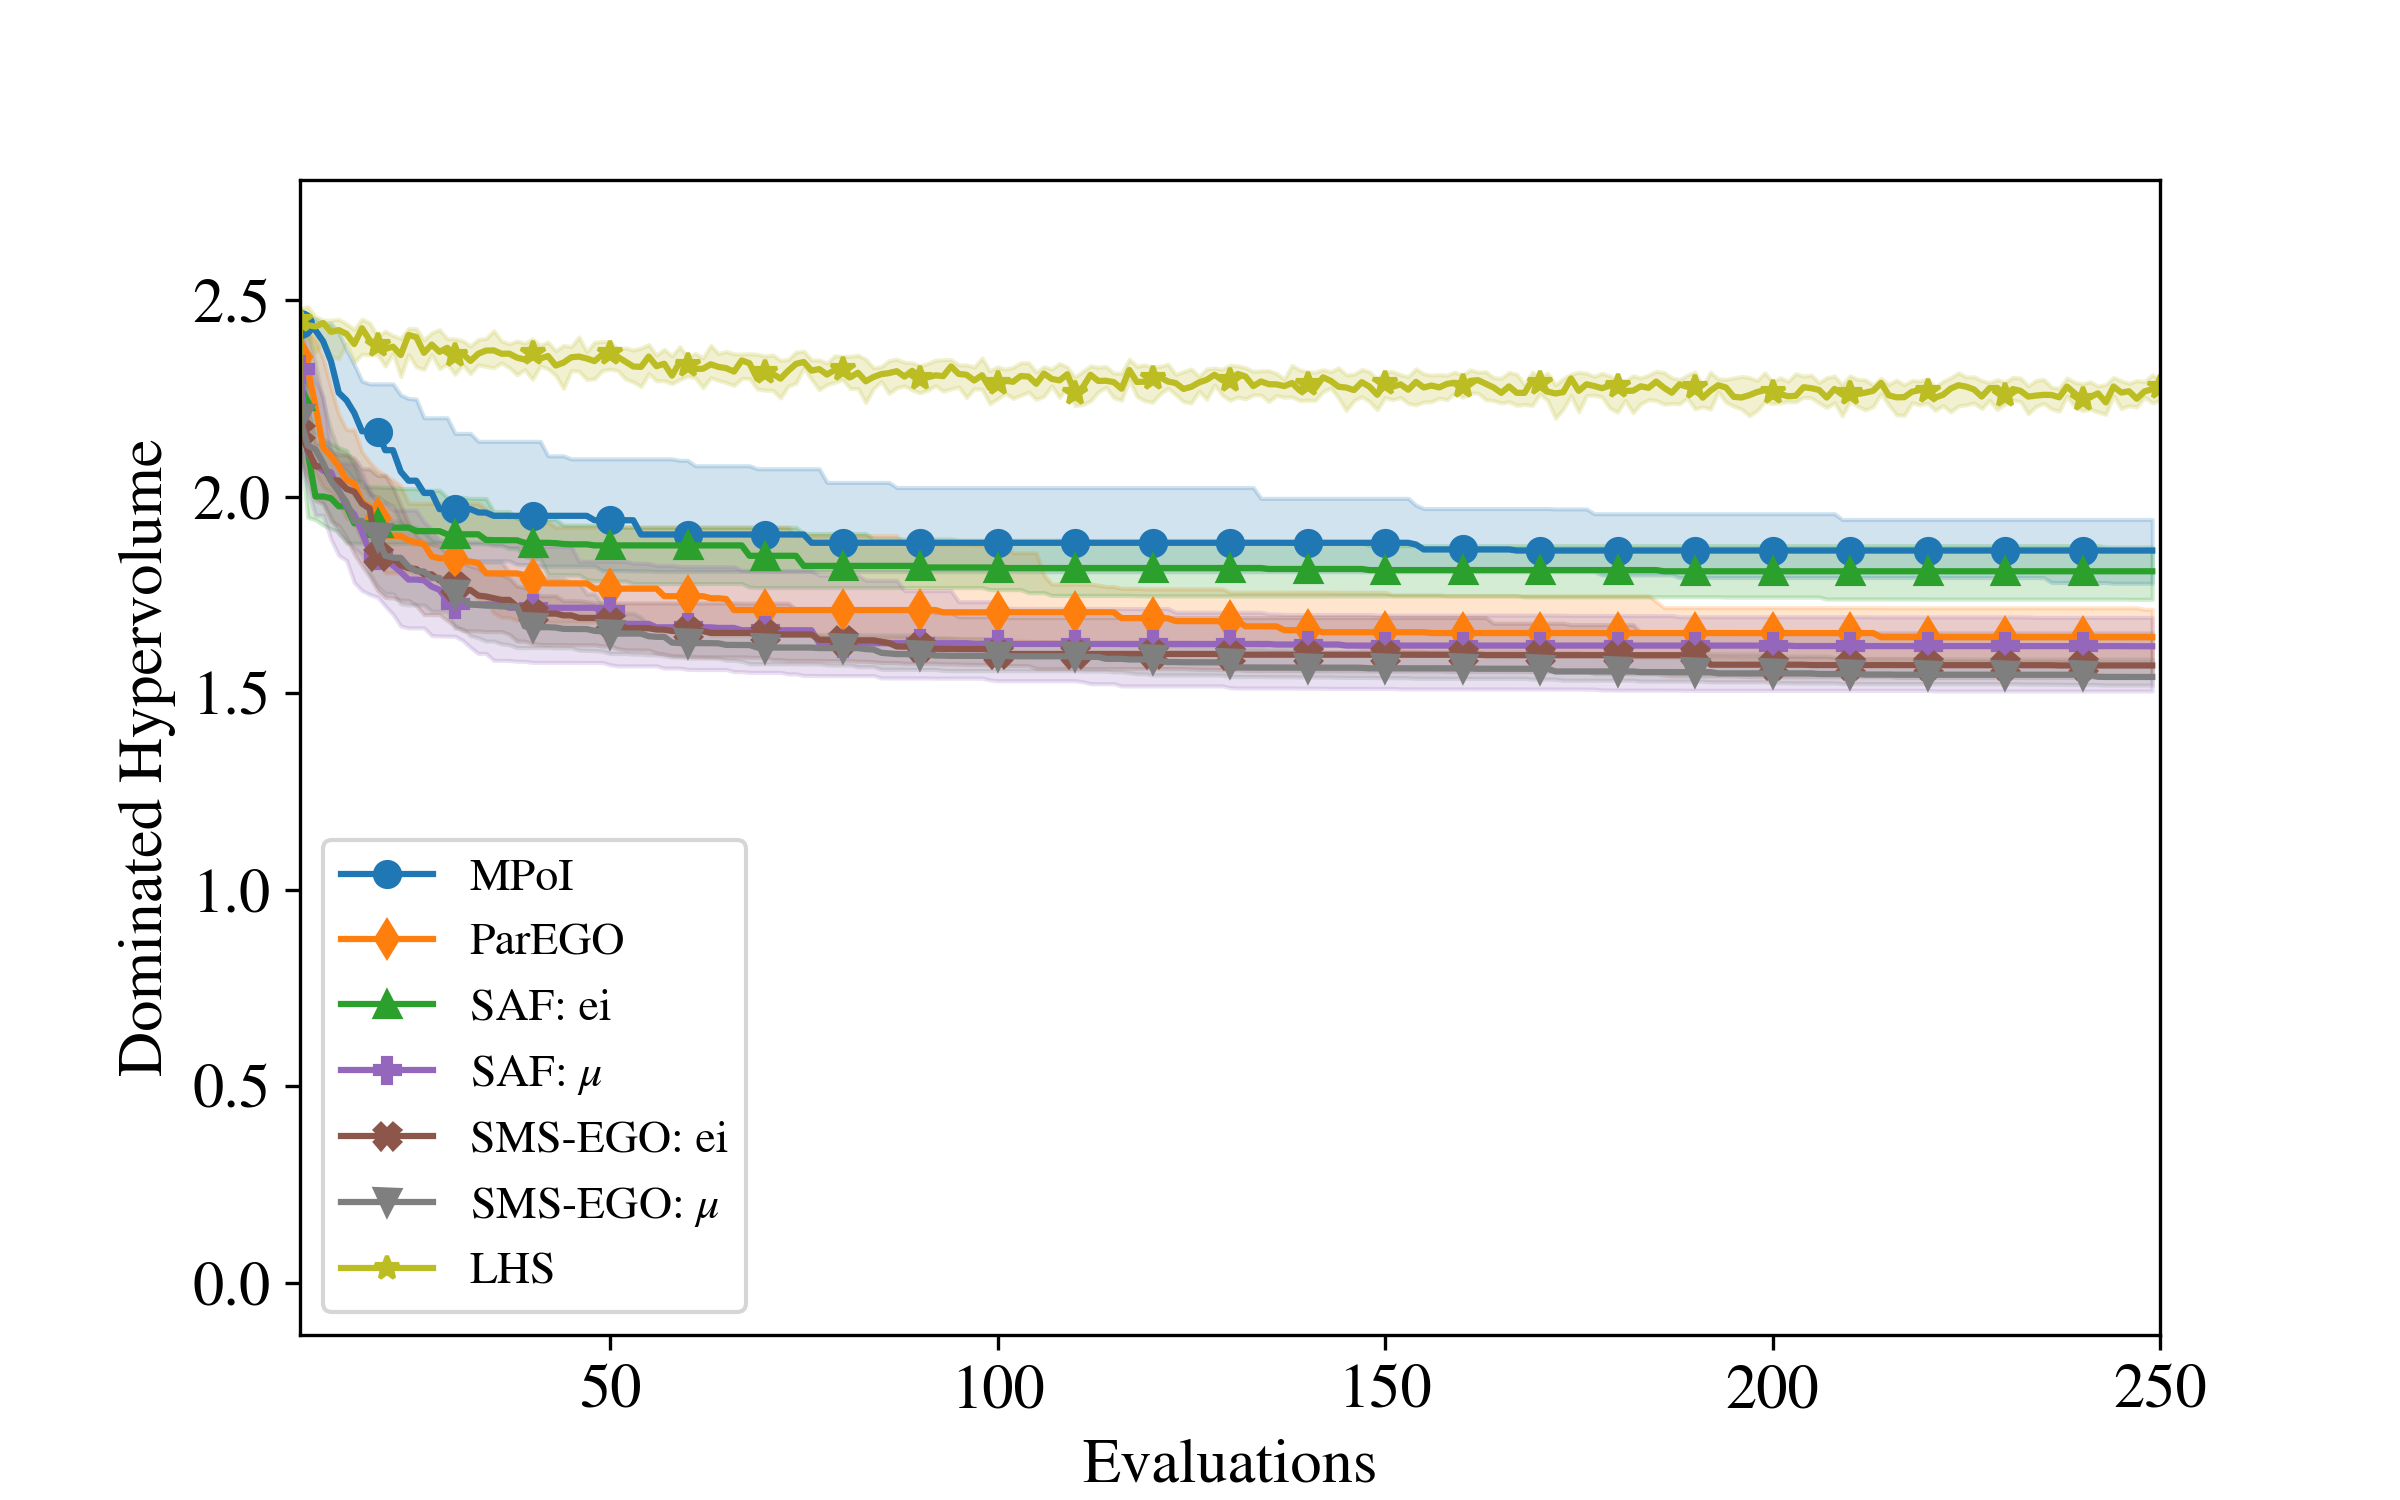 Dominated Hypervolume
2.5
2.0
1.5
1.0
0.5
0.0
MPoI
ParEGO
SAF: ei
SAF: μ
SMS-EGO: ei
SMS-EGO: μ
LHS
50 100 150 200 250
Evaluations